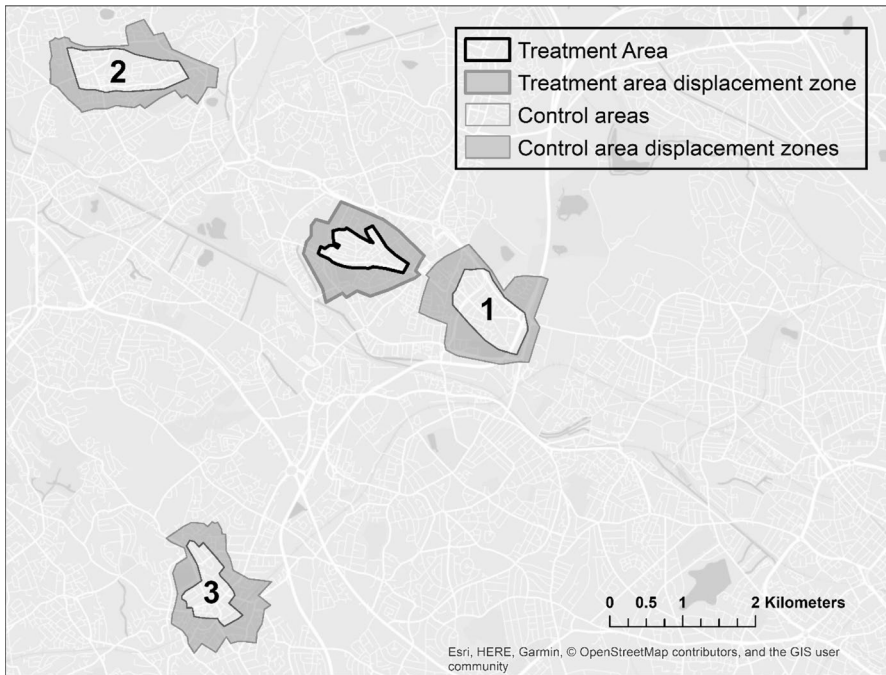 2
Treatment Area
Treatment area displacement zone
Control areas
Control area displacement zones
1
3
0 0.5 1 2 Kilometers
Esri, HERE, Garmin, © OpenStreetMap contributors, and the GIS user
community